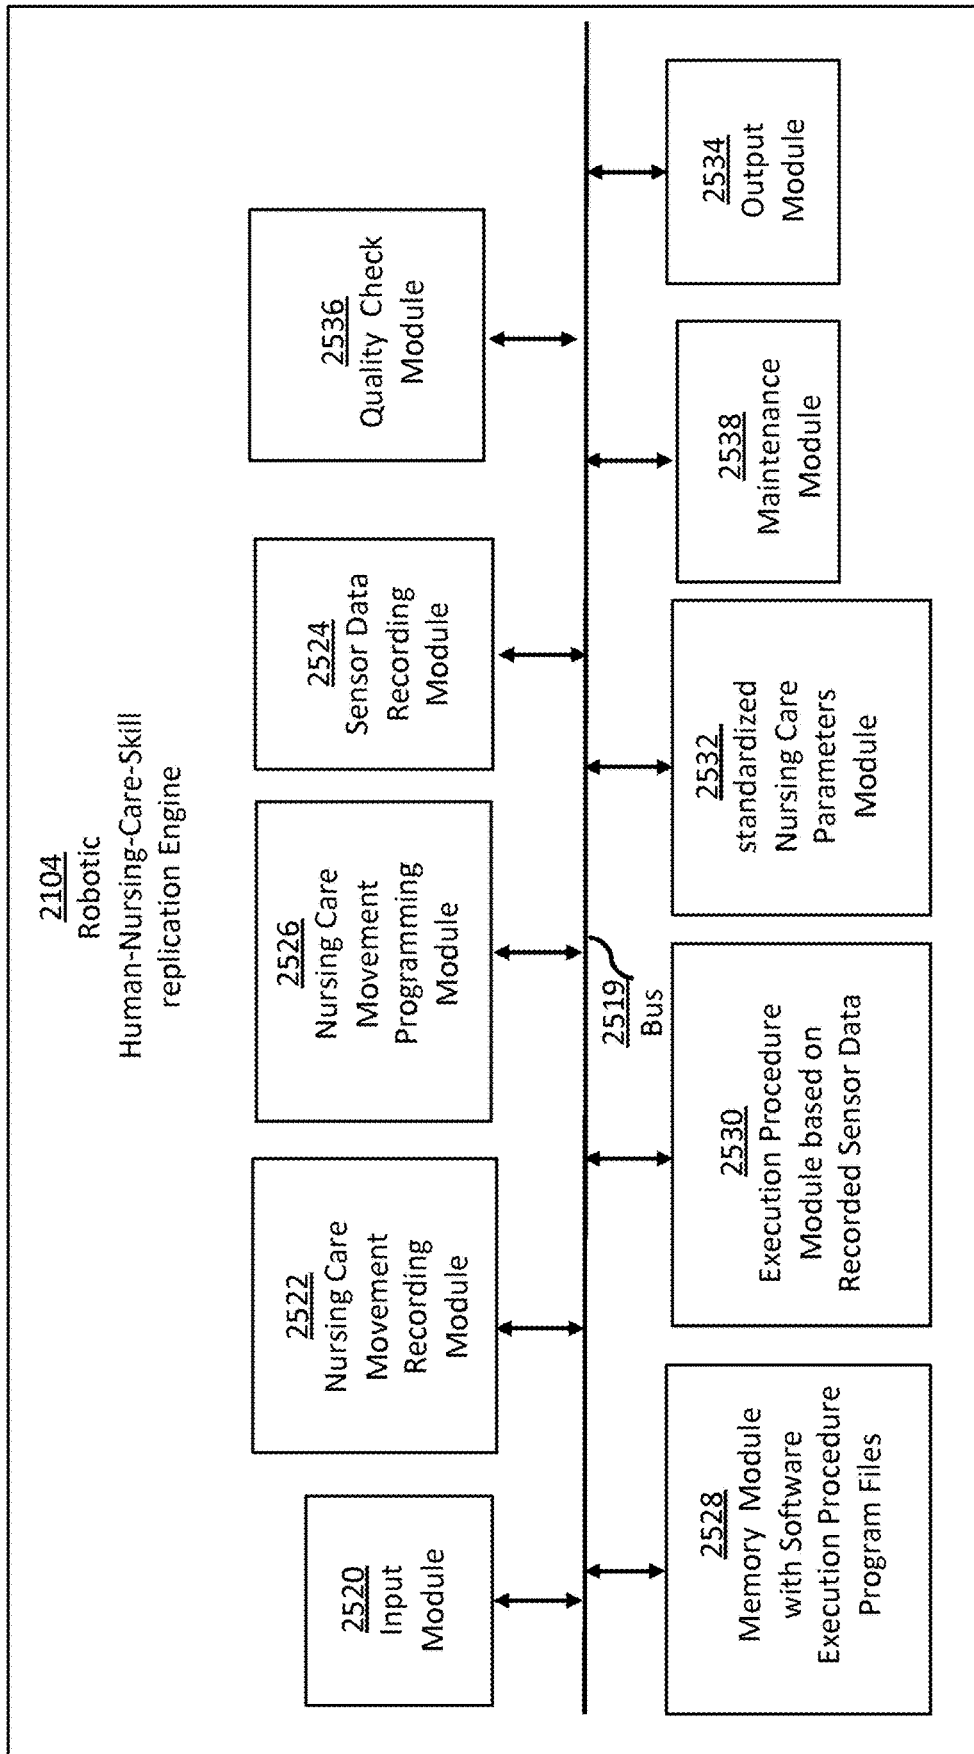 2104
Robotic
Human-Nursing-Care-Skill
replication Engine
2520
Input
Module
2522
Nursing Care
Movement
Recording
Module
2526
Nursing Care
Movement
Programming
Module
2524
Sensor Data
Recording
Module
2536
Quality Check
Module
2519
Bus
2528
Memory Module
with Software
Execution Procedure
Program Files
2530
Execution Procedure
Module based on
Recorded Sensor Data
2532
standardized
Nursing Care
Parameters
Module
2538
Maintenance
Module
2534
Output
Module